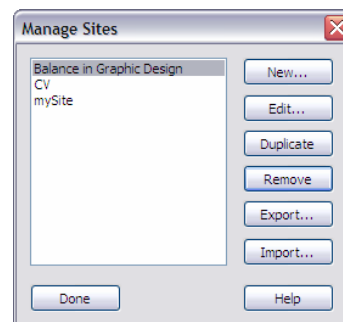 Manage Sites
Balance in Graphic Design
CV
mySite
New...
Edit...
Duplicate
Remove
Export...
Import...
Done
Help